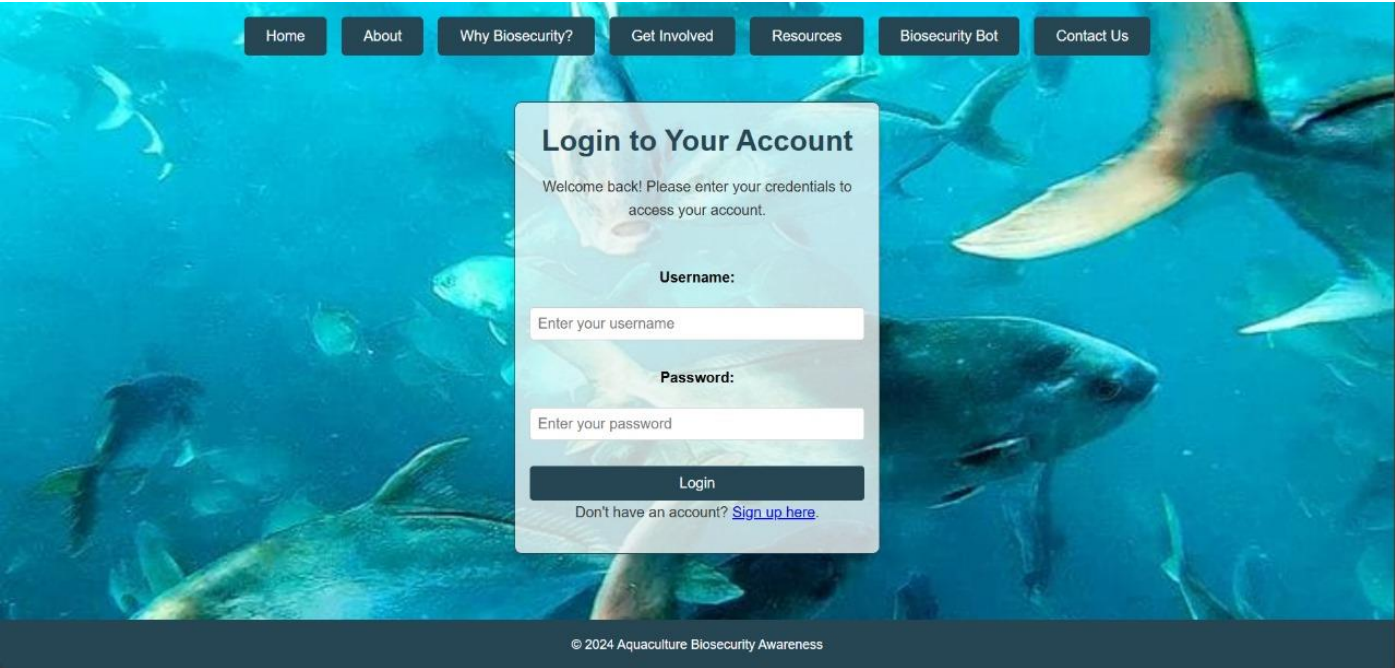 Home About Why Biosecurity? Get Involved Resources Biosecurity Bot Contact Us
Login to Your Account
Welcome back! Please enter your credentials to
access your account.
Username:
Enter your username
Password:
Enter your password
Login
Don't have an account? Sign up here.
© 2024 Aquaculture Biosecurity Awareness